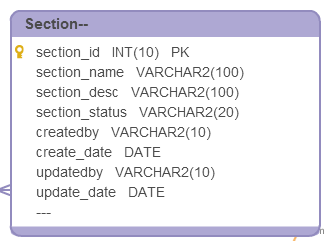 Section--
section_id INT(10) PK
section_name VARCHAR2(100)
section_desc VARCHAR2(100)
section_status VARCHAR2(20)
createdby VARCHAR2(10)
create_date DATE
updatedby VARCHAR2(10)
update_date DATE
---